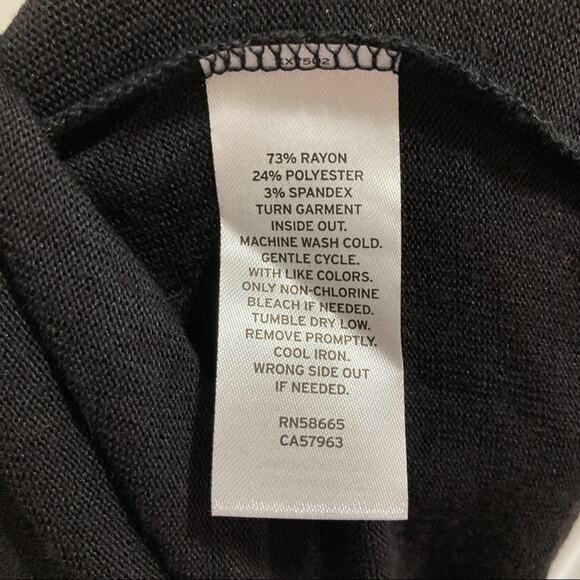 73% RAYON
24% POLYESTER
3% SPANDEX
TURN GARMENT
INSIDE OUT.
MACHINE WASH COLD.
GENTLE CYCLE.
WITH LIKE COLORS.
ONLY NON-CHLORINE
BLEACH IF NEEDED.
TUMBLE DRY LOW.
REMOVE PROMPTLY.
COOL IRON.
WRONG SIDE OUT
IF NEEDED.
RN58665
CA57963